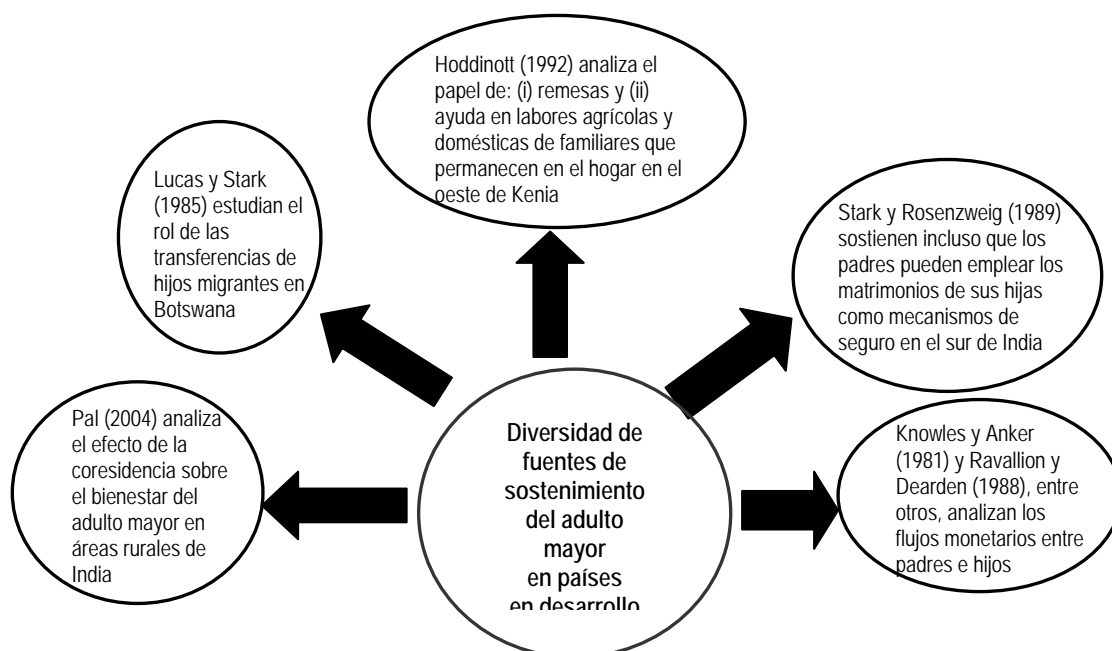 Hoddinott (1992) analiza el
papel de: (i) remesas y (ii)
ayuda en labores agrícolas y
domésticas de familiares que
permanecen en el hogar en el
oeste de Kenia
Lucas y Stark
(1985) estudian el
rol de las
transferencias de
hijos migrantes en
Botswana
Stark y Rosenzweig (1989)
sostienen incluso que los
padres pueden emplear los
matrimonios de sus hijas
como mecanismos de
seguro en el sur de India
Pal (2004) analiza
el efecto de la
coresidencia sobre
el bienestar del
adulto mayor en
áreas rurales de
India
Diversidad de
fuentes de
sostenimiento
del adulto
mayor
en países
en desarrollo
Knowles y Anker
(1981) y Ravallion y
Dearden (1988), entre
otros, analizan los
flujos monetarios entre
padres e hijos